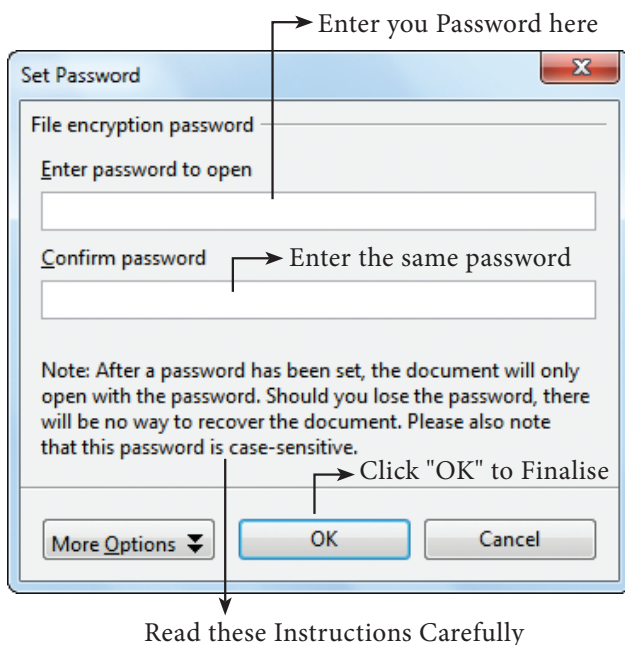 Enter you Password here
Set Password
File encryption password
Enter password to open
Confirm password
Enter the same password
Note: After a password has been set, the document will only
open with the password. Should you lose the password, there
will be no way to recover the document. Please also note
that this password is case-sensitive.
Click "OK" to Finalise
More Options
OK
Cancel
Read these Instructions Carefully